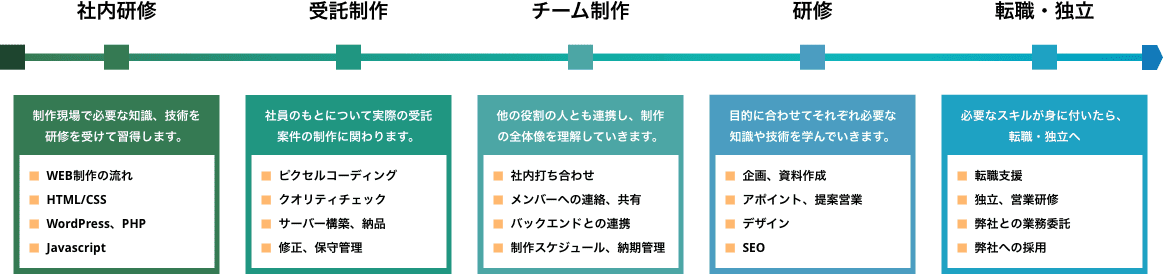 社内研修
受託制作
チーム制作
研修
転職・独立
制作現場で必要な知識、技術を
研修を受けて習得します。
WEB制作の流れ
HTML/CSS
WordPress、PHP
Javascript
社員のもとについて実際の受託
案件の制作に関わります。
ピクセルコーディング
クオリティチェック
サーバー構築、納品
修正、保守管理
他の役割の人とも連携し、制作
の全体像を理解していきます。
社内打ち合わせ
メンバーへの連絡、共有
バックエンドとの連携
制作スケジュール、納期管理
目的に合わせてそれぞれ必要な
知識や技術を学んでいきます。
企画、資料作成
アポイント、提案営業
デザイン
SEO
必要なスキルが身に付いたら、
転職・独立へ
転職支援
独立、営業研修
弊社との業務委託
弊社への採用